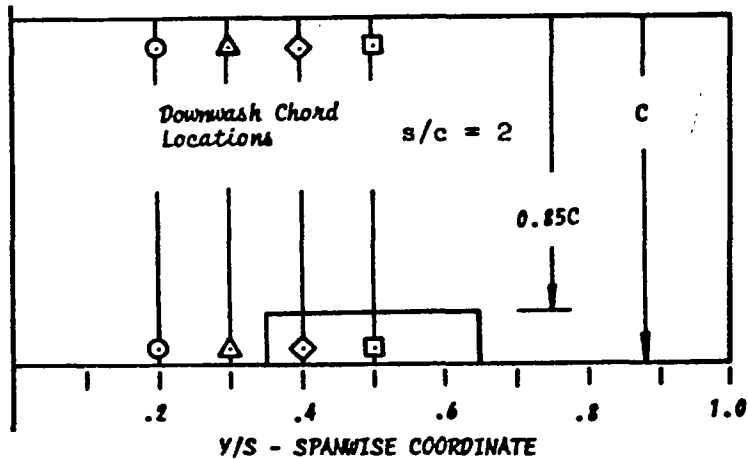 Downwash Chord
Locations
s/c = 2
C
0.85C
.2 .4 .6 .8 1.0
Y/S - SPANWISE COORDINATE